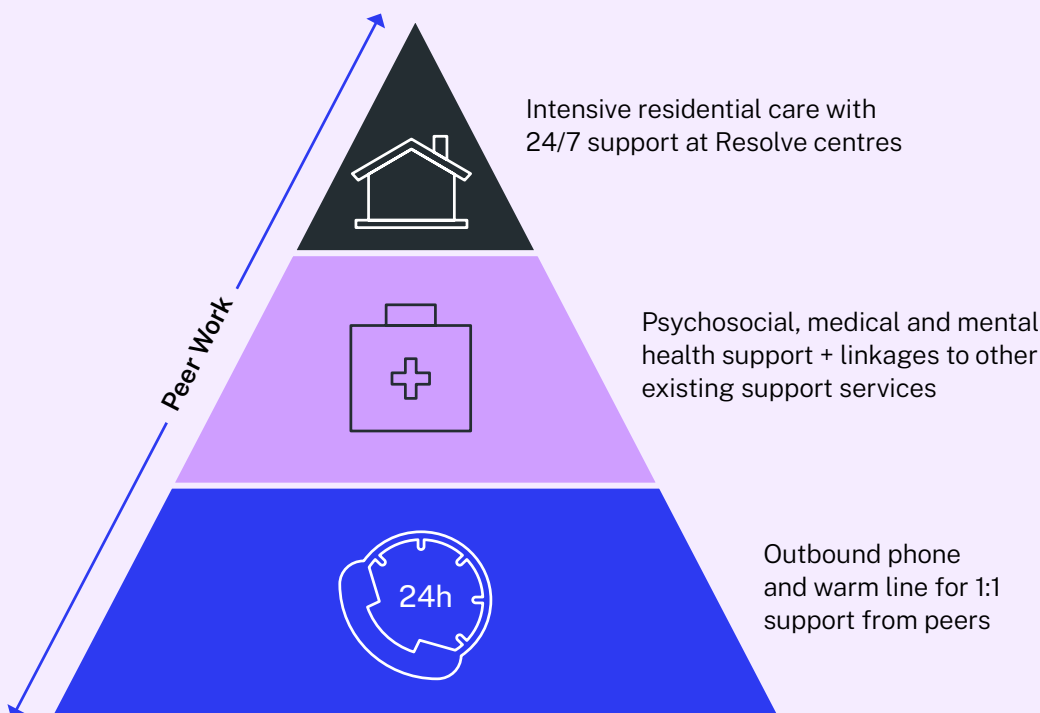 Intensive residential care with
24/7 support at Resolve centres
Peer Work
Psychosocial, medical and mental
health support + linkages to other
existing support services
24h
Outbound phone
and warm line for 1:1
support from peers